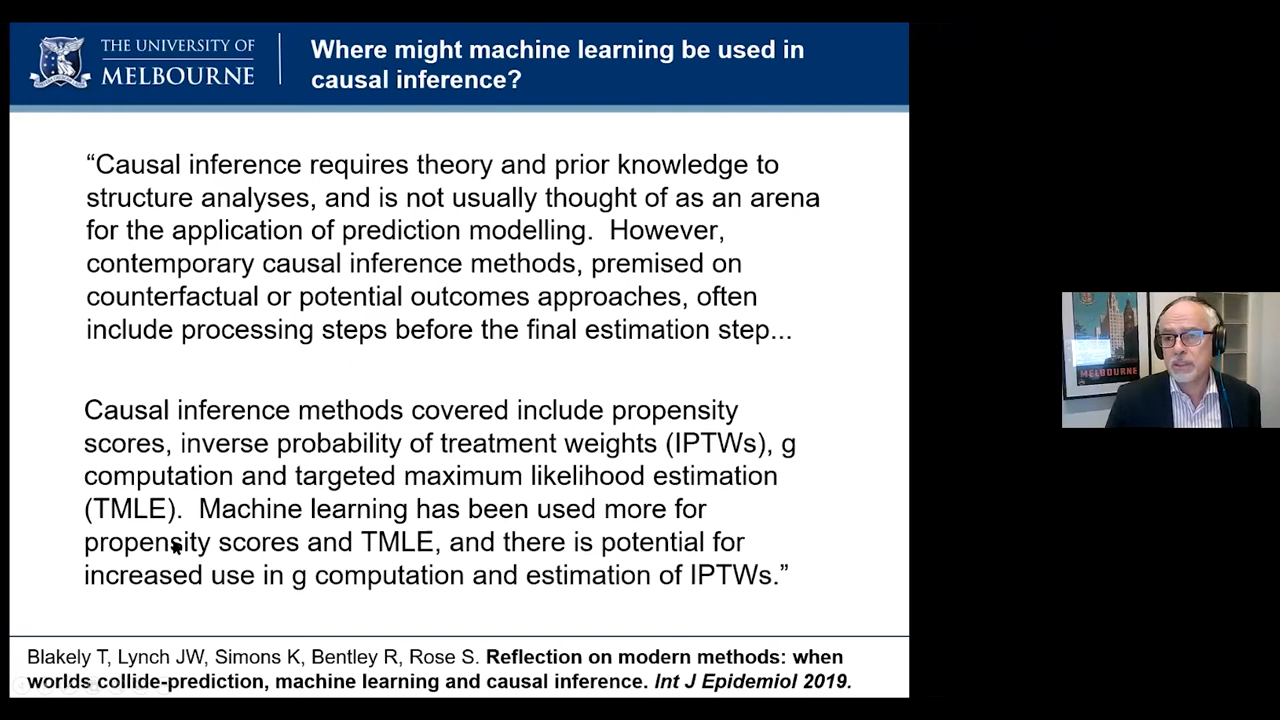 THE UNIVERSITY OF
MELBOURNE
Where might machine learning be used in
causal inference?
“Causal inference requires theory and prior knowledge to
structure analyses, and is not usually thought of as an arena
for the application of prediction modelling.  However,
contemporary causal inference methods, premised on
counterfactual or potential outcomes approaches, often
include processing steps before the final estimation step...
Causal inference methods covered include propensity
scores, inverse probability of treatment weights (IPTWs), g
computation and targeted maximum likelihood estimation
(TMLE).  Machine learning has been used more for
propensity scores and TMLE, and there is potential for
increased use in g computation and estimation of IPTWs.”
Blakely T, Lynch JW, Simons K, Bentley R, Rose S. Reflection on modern methods: when
worlds collide-prediction, machine learning and causal inference. Int J Epidemiol 2019.
MELBOURNE